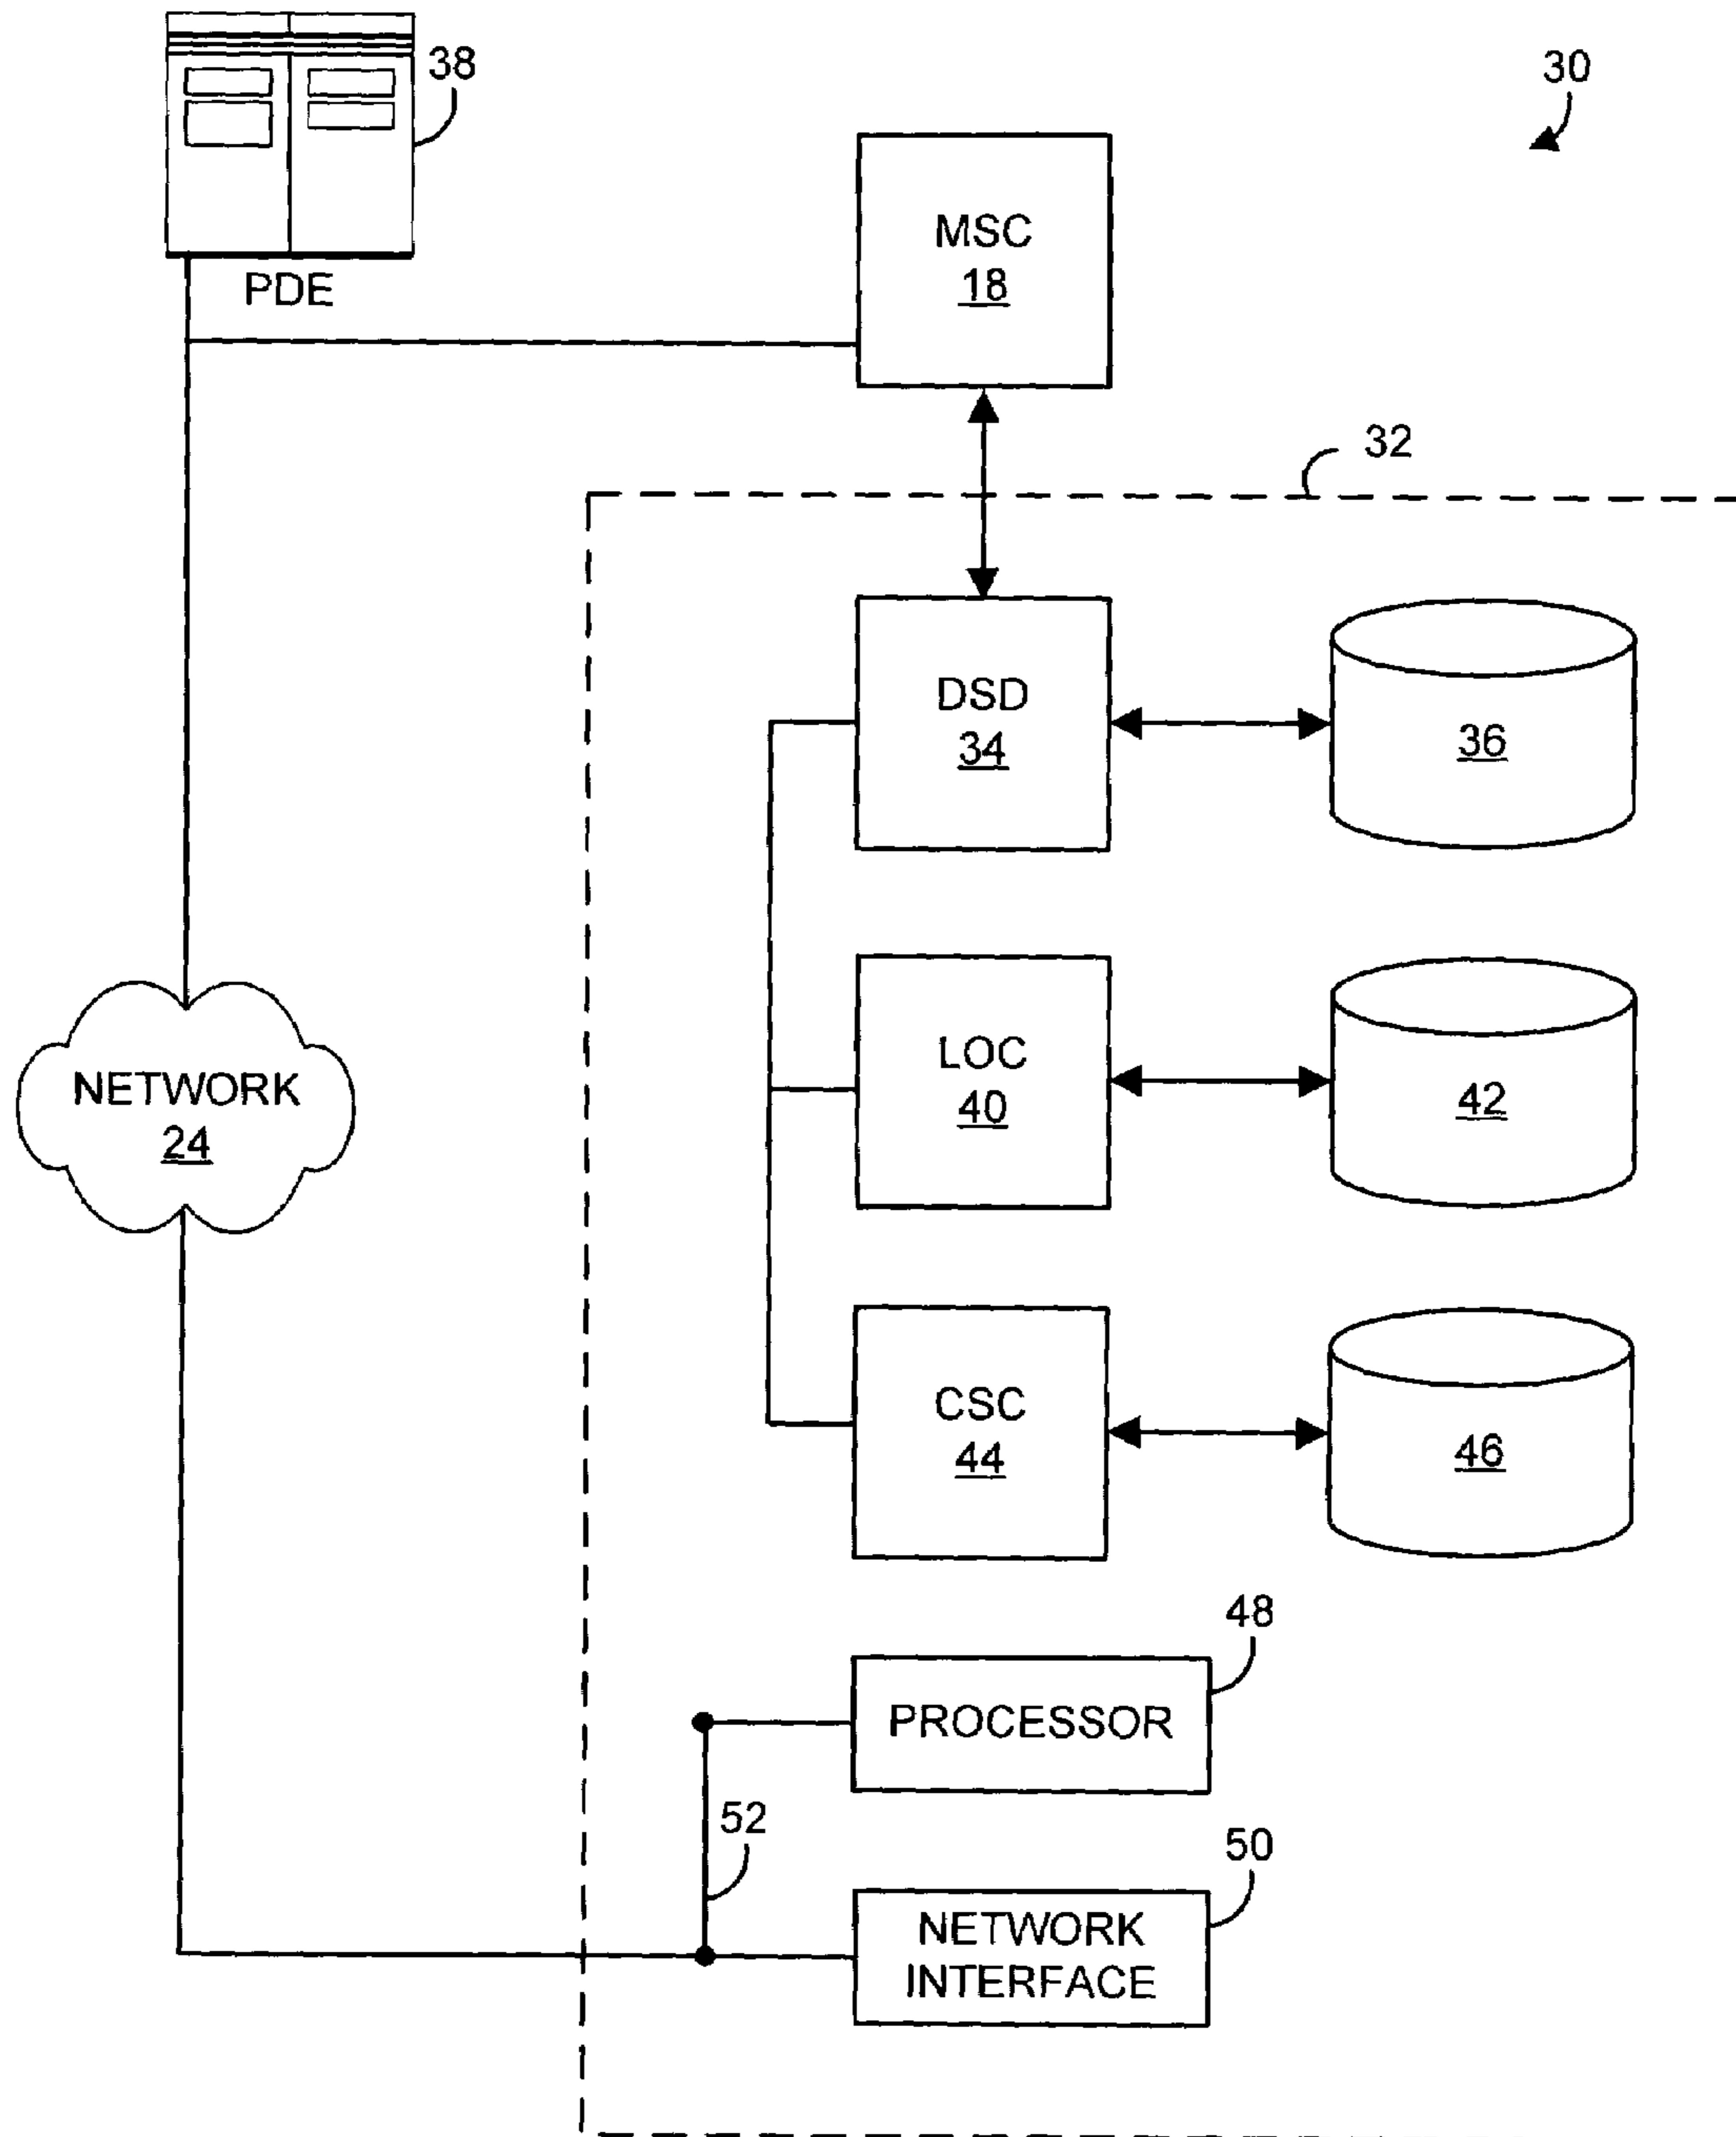 38
30
MSC
18
PDE
32
DSD
34
36
LOC
40
42
NETWORK
24
CSC
44
46
48
PROCESSOR
52
50
NETWORK
INTERFACE